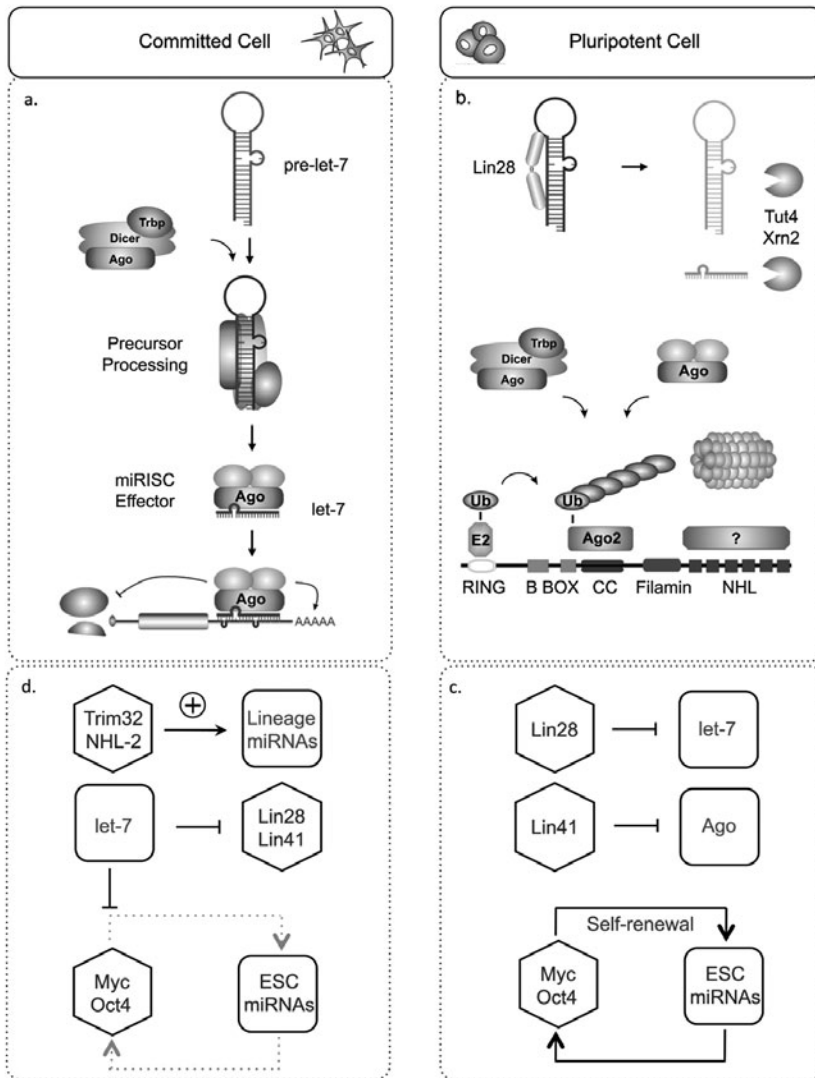 Committed Cell
Pluripotent Cell
a.
pre-let-7
Trbp
Dicer
Ago
Precursor
Processing
miRISC
Effector
Ago
let-7
Ago
AAAAA
b.
Lin28
Tut4
Xrn2
Trbp
Dicer
Ago
Ago
Ub
Ub
E2
Ago2
?
RING
B BOX
CC
Filamin
NHL
d.
Trim32
NHL-2
+
Lineage
miRNAs
let-7
Lin28
Lin41
Myc
Oct4
ESC
miRNAs
c.
Lin28
let-7
Lin41
Ago
Self-renewal
Myc
Oct4
ESC
miRNAs